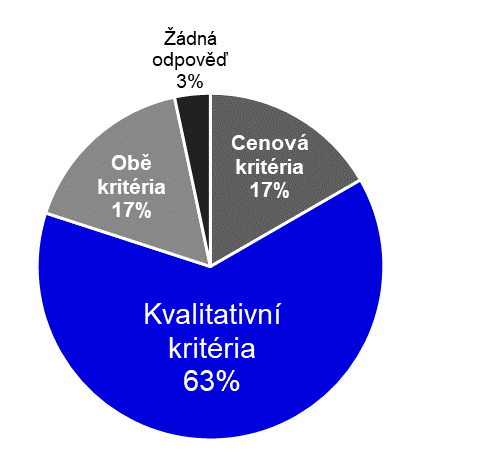 Žádná
odpověď
3%
Cenová
kritéria
17%
Obě
kritéria
17%
Kvalitativní
kritéria
63%